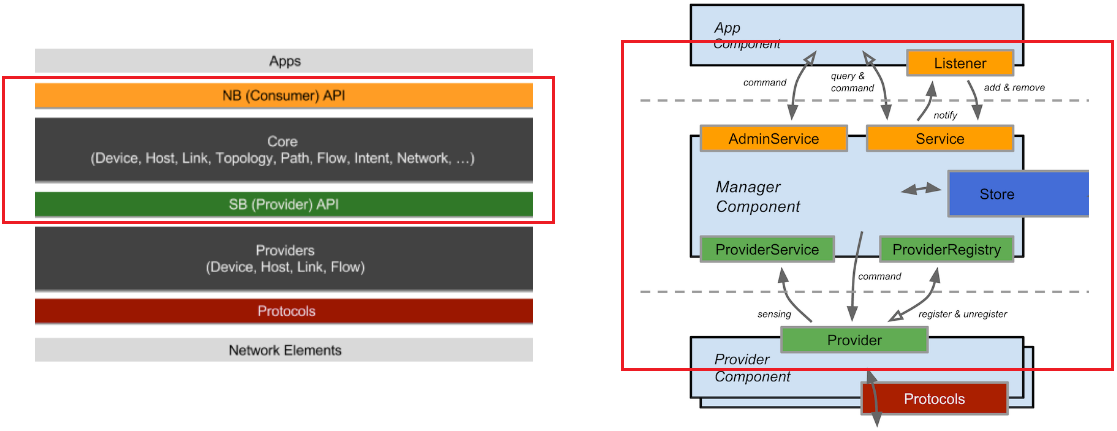 Apps
NB (Consumer) API
Core
(Device, Host, Link, Topology, Path, Flow, Intent, Network, ...)
SB (Provider) API
Providers
(Device, Host, Link, Flow)
Protocols
Network Elements
App
Component
Listener
command
query &
command
add & remove
notify
AdminService
Service
Manager
Component
Store
ProviderService
ProviderRegistry
command
sensing
register & unregister
Provider
Provider
Component
Protocols